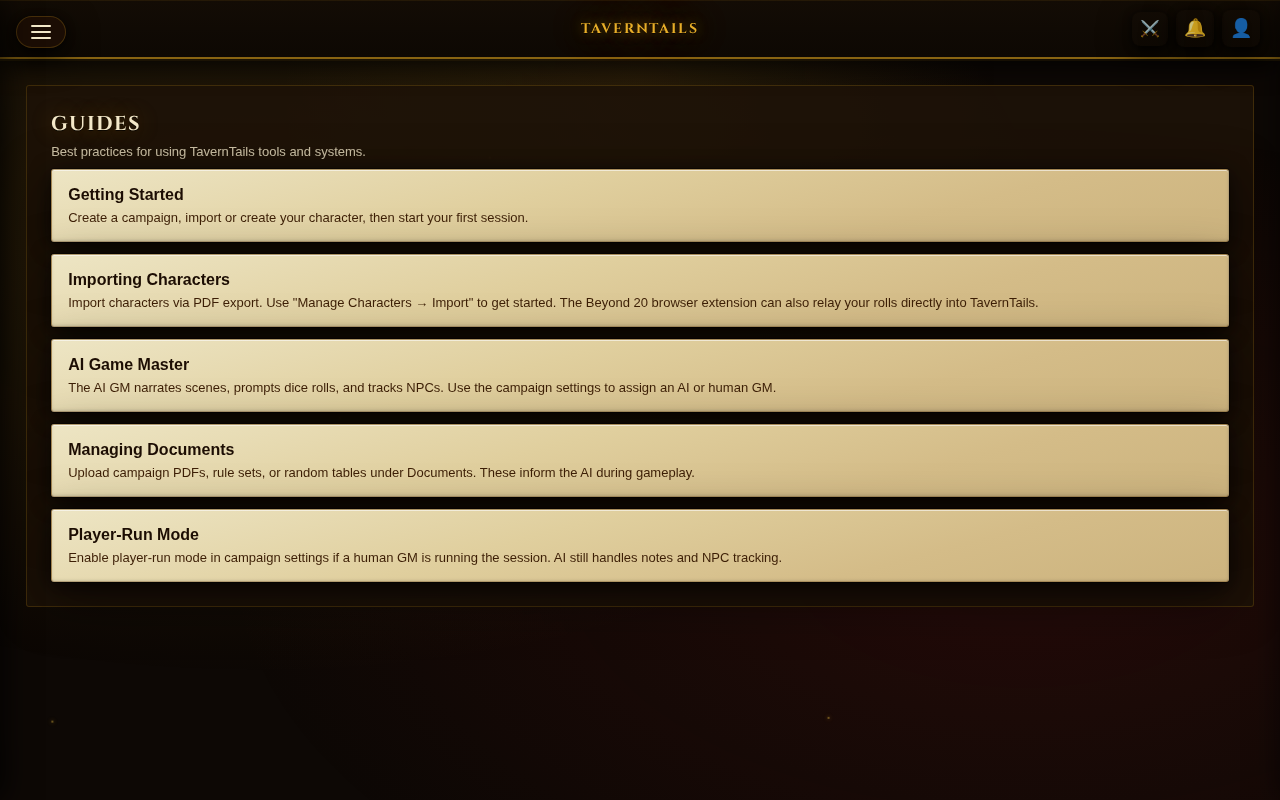 TAVERNTAILS
GUIDES
Best practices for using TavernTails tools and systems.
Getting Started
Create a campaign, import or create your character, then start your first session.
Importing Characters
Import characters via PDF export. Use "Manage Characters → Import" to get started. The Beyond 20 browser extension can also relay your rolls directly into TavernTails.
AI Game Master
The AI GM narrates scenes, prompts dice rolls, and tracks NPCs. Use the campaign settings to assign an AI or human GM.
Managing Documents
Upload campaign PDFs, rule sets, or random tables under Documents. These inform the AI during gameplay.
Player-Run Mode
Enable player-run mode in campaign settings if a human GM is running the session. AI still handles notes and NPC tracking.